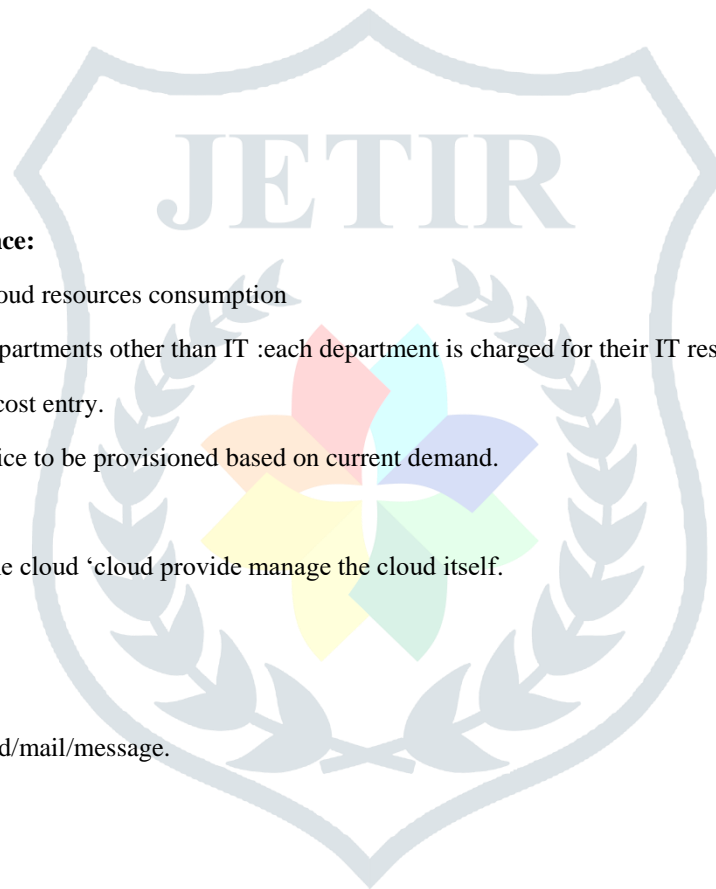 JETIR
nce:
oud resources consumption
partments other than IT :each department is charged for their IT res
cost entry.
ice to be provisioned based on current demand.
e cloud ‘cloud provide manage the cloud itself.
d/mail/message.